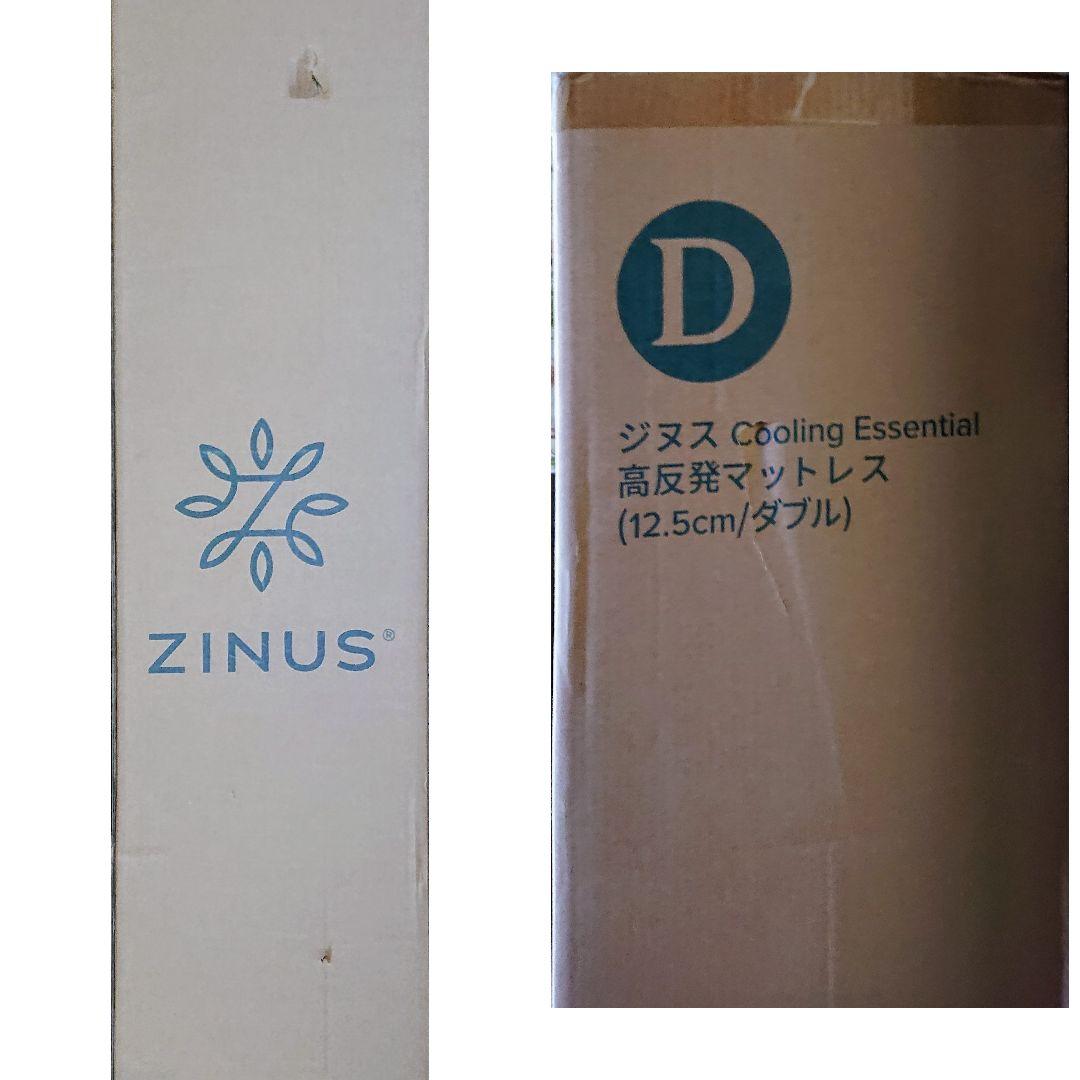 ZINUS®
D
ジヌス Cooling Essential
高反発マットレス
(12.5cm/ダブル)